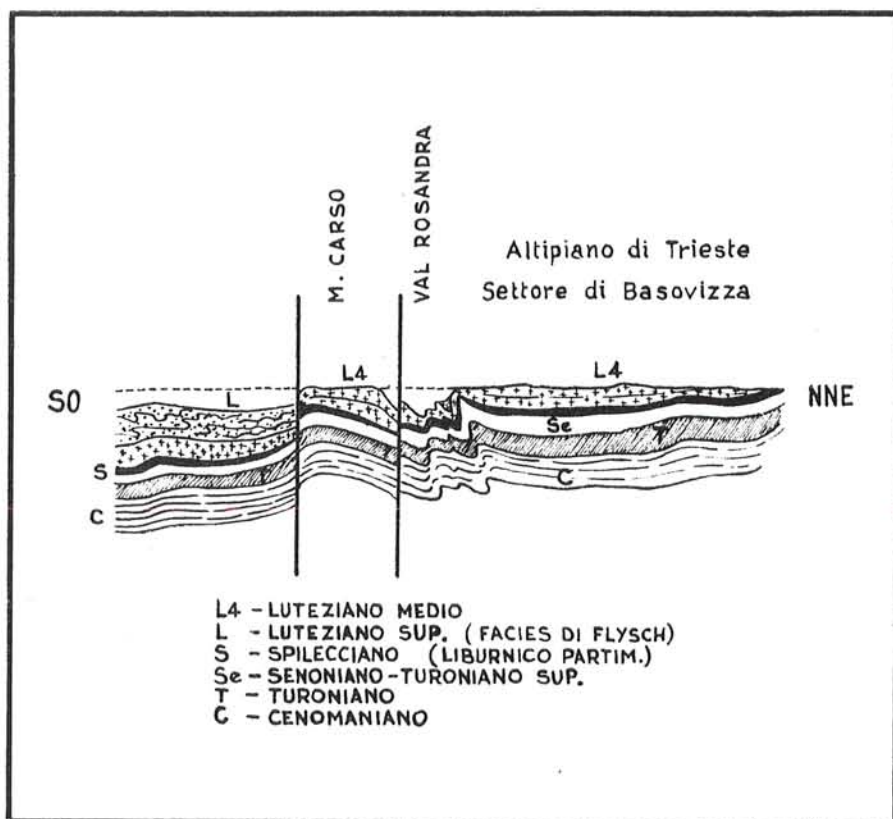 M. CARSO
VAL ROSANDRA
Altipiano di Trieste
Settore di Basovizza
SO
L
L4
L4
NNE
Se
S
T
T
T
C
C
L4 - LUTEZIANO MEDIO
L - LUTEZIANO SUP. (FACIES DI FLYSCH)
S - SPILECCIANO (LIBURNICO PARTIM.)
Se - SENONIANO - TURONIANO SUP.
T - TURONIANO
C - CENOMANIANO